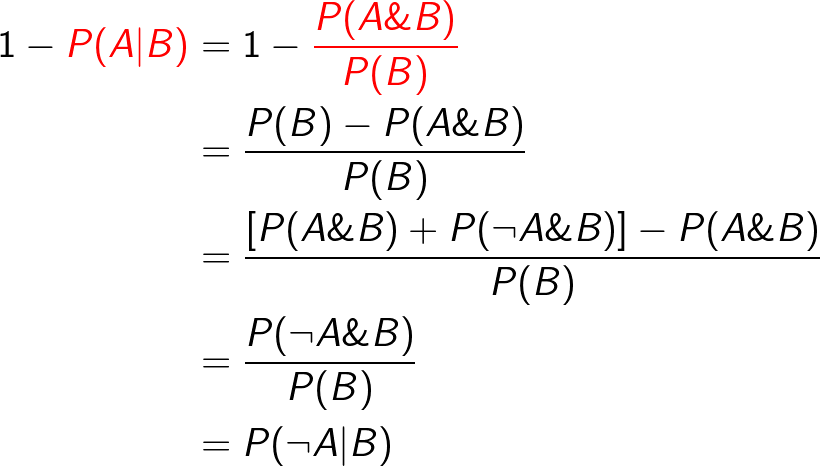 1 − P(A|B) = 1 − P(A&B) / P(B)
= P(B) − P(A&B) / P(B)
= [P(A&B) + P(¬A&B)] − P(A&B) / P(B)
= P(¬A&B) / P(B)
= P(¬A|B)